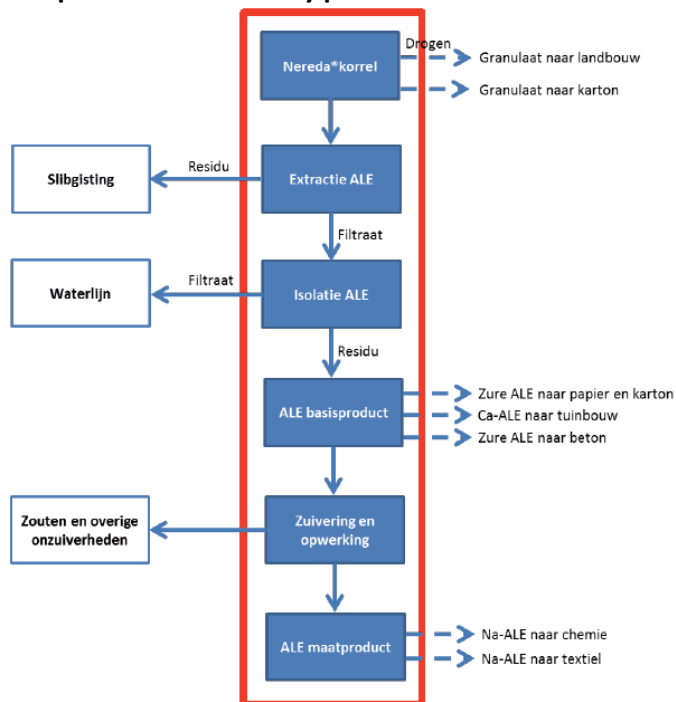 Drogen
Nereda®korrel
Granulaat naar landbouw
Granulaat naar karton
Residu
Slibgisting
Extractie ALE
Filtraat
Filtraat
Waterlijn
Isolatie ALE
Residu
Zure ALE naar papier en karton
ALE basisproduct
Ca-ALE naar tuinbouw
Zure ALE naar beton
Zouten en overige
onzuiverheden
Zuivering en
opwerking
Na-ALE naar chemie
ALE maatproduct
Na-ALE naar textiel